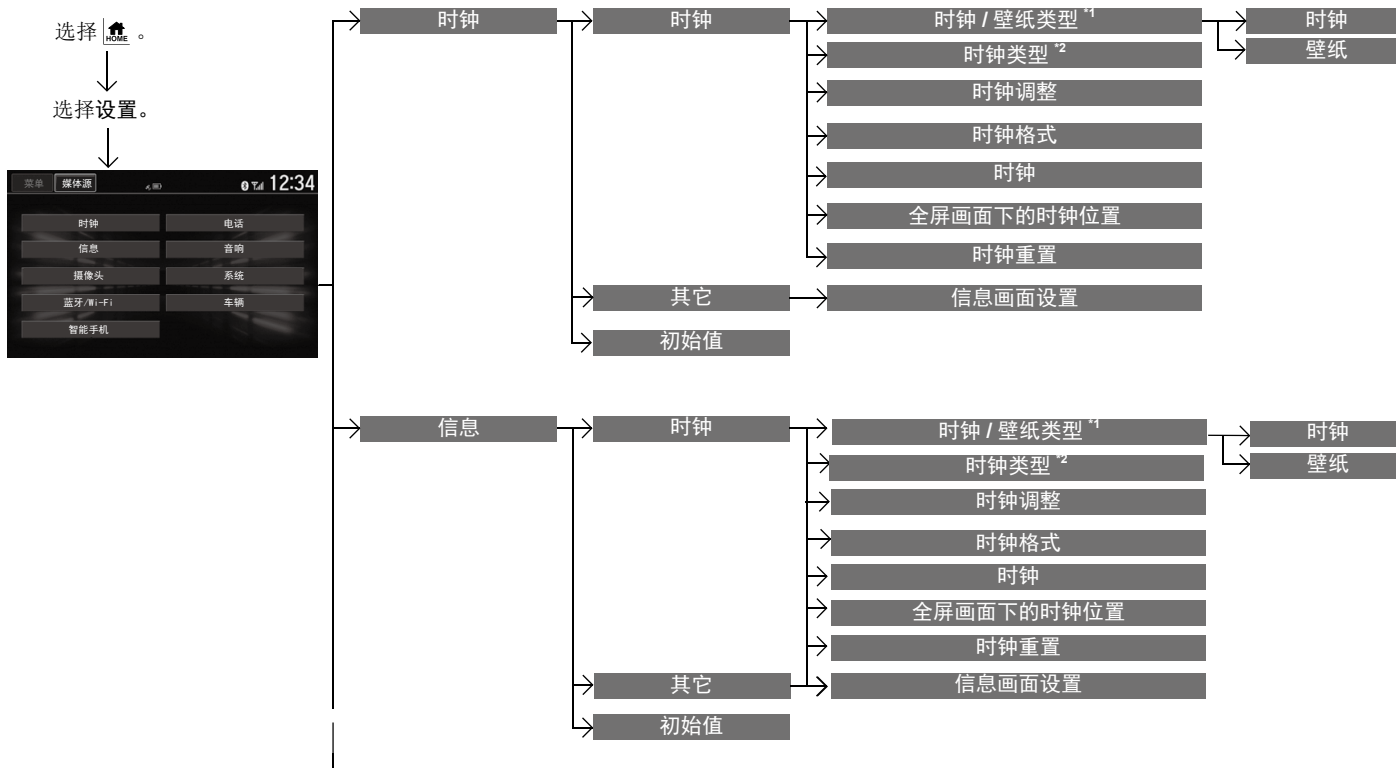 选择 HOME 。
选择设置。
菜单 媒体源 12:34
时钟 电话
信息 音响
摄像头 系统
蓝牙/Wi-Fi 车辆
智能手机
时钟
时钟
时钟 / 壁纸类型 *1
时钟
壁纸
时钟类型 *2
时钟调整
时钟格式
时钟
全屏画面下的时钟位置
时钟重置
其它
信息画面设置
初始值
信息
时钟
时钟 / 壁纸类型 *1
时钟
壁纸
时钟类型 *2
时钟调整
时钟格式
时钟
全屏画面下的时钟位置
时钟重置
其它
信息画面设置
初始值